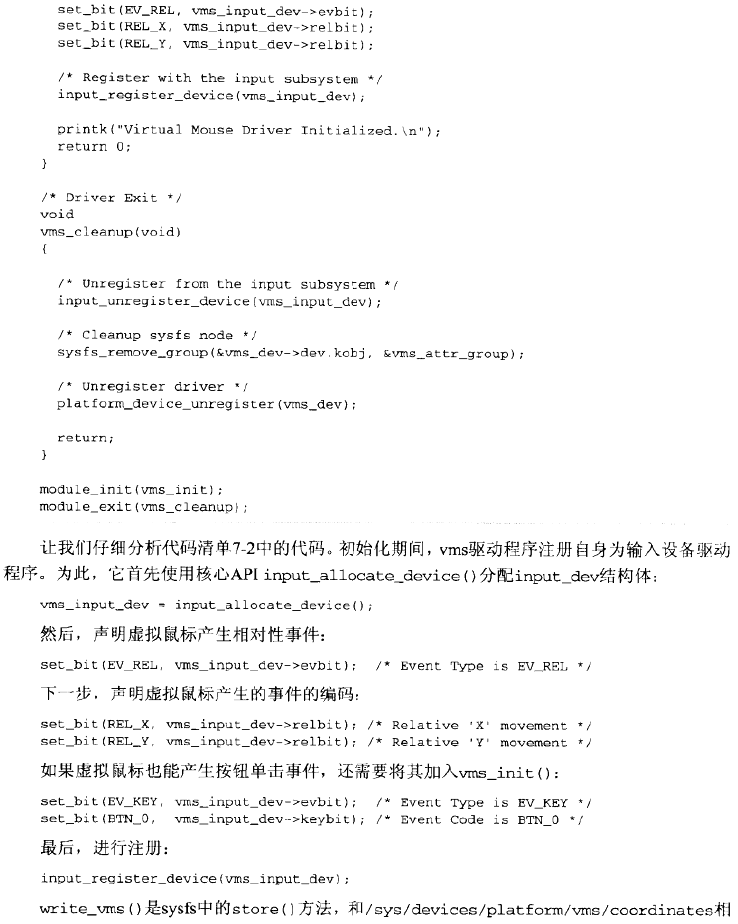 set_bit(EV_REL, vms_input_dev->evbit);
set_bit(REL_X, vms_input_dev->relbit);
set_bit(REL_Y, vms_input_dev->relbit);
/* Register with the input subsystem */
input_register_device(vms_input_dev);
printk("Virtual Mouse Driver Initialized.\n");
return 0;
}
/* Driver Exit */
void
vms_cleanup(void)
{
/* Unregister from the input subsystem */
input_unregister_device(vms_input_dev);
/* Cleanup sysfs node */
sysfs_remove_group(&vms_dev->dev.kobj, &vms_attr_group);
/* Unregister driver */
platform_device_unregister(vms_dev);
return;
}
module_init(vms_init);
module_exit(vms_cleanup);
让我们仔细分析代码清单7-2中的代码。初始化期间，vms驱动程序注册自身为输入设备驱动
程序。为此，它首先使用核心API input_allocate_device()分配input_dev结构体：
vms_input_dev = input_allocate_device();
然后，声明虚拟鼠标产生相对性事件：
set_bit(EV_REL, vms_input_dev->evbit); /* Event Type is EV_REL */
下一步，声明虚拟鼠标产生的事件的编码：
set_bit(REL_X, vms_input_dev->relbit); /* Relative 'X' movement */
set_bit(REL_Y, vms_input_dev->relbit); /* Relative 'Y' movement */
如果虚拟鼠标也能产生按钮单击事件，还需要将其加入vms_init()：
set_bit(EV_KEY, vms_input_dev->evbit); /* Event Type is EV_KEY */
set_bit(BTN_0, vms_input_dev->keybit); /* Event Code is BTN_0 */
最后，进行注册：
input_register_device(vms_input_dev);
write_vms()是sysfs中的store()方法，和/sys/devices/platform/vms/coordinates相